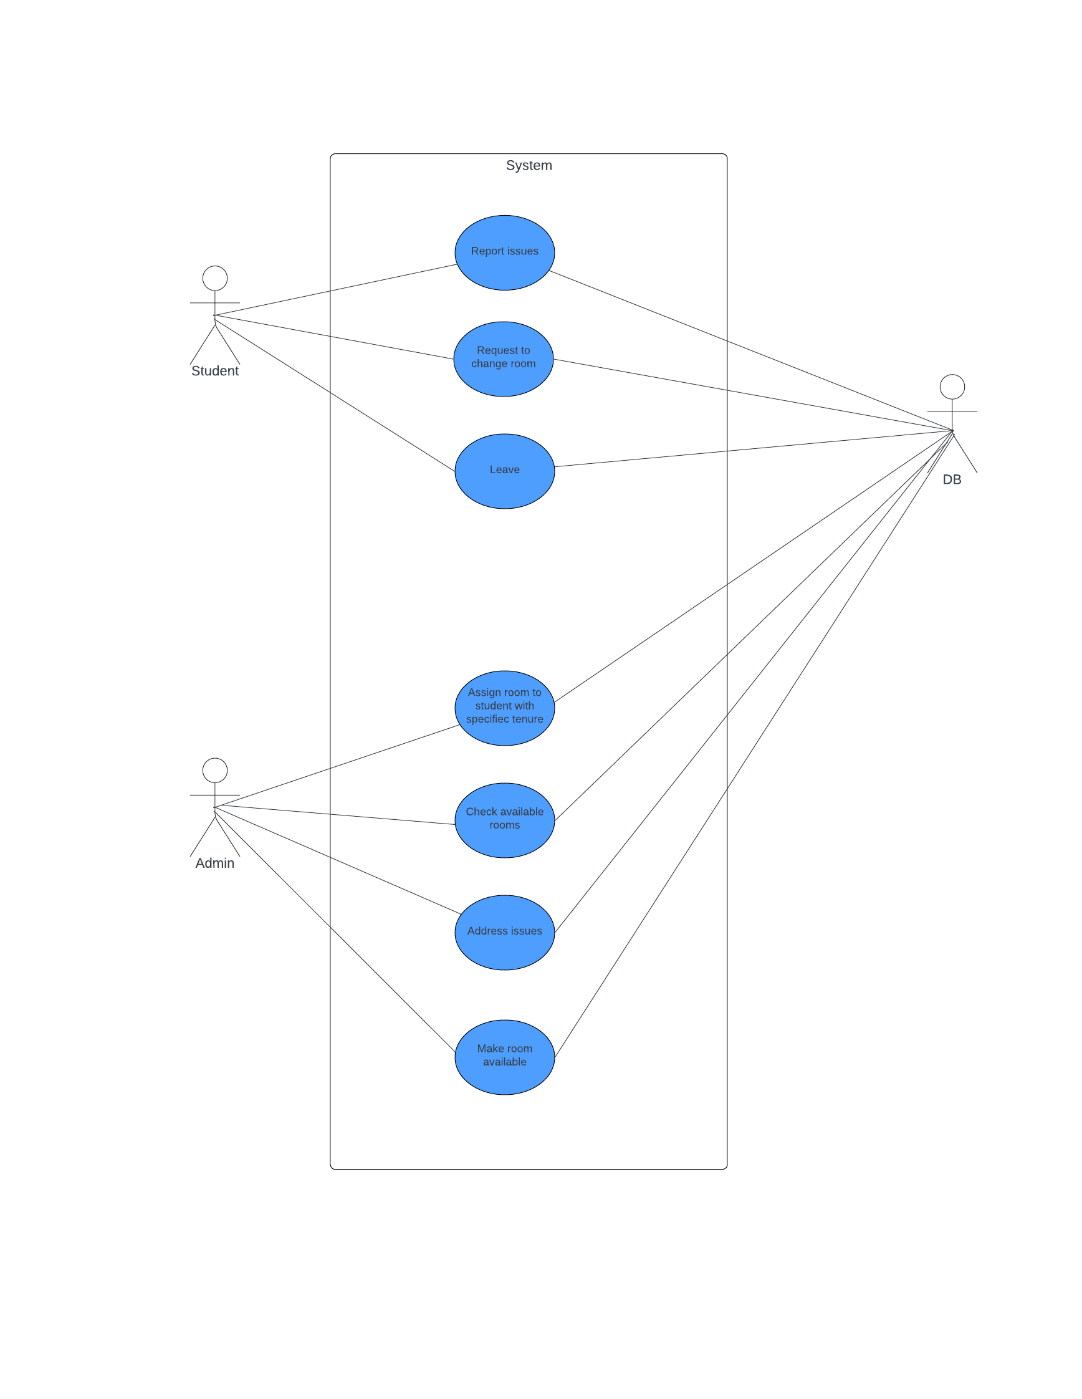 System
Report issues
Student
Request to
change room
DB
Leave
Assign room to
student with
specifiec tenure
Admin
Check available
rooms
Address issues
Make room
available